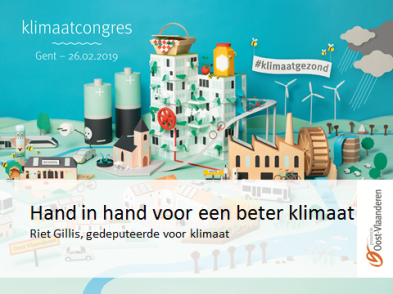 klimaatcongres
Gent – 26.02.2019
#klimaatgezond
Hand in hand voor een beter klimaat
Riet Gillis, gedeputeerde voor klimaat
provincie
Oost-Vlaanderen